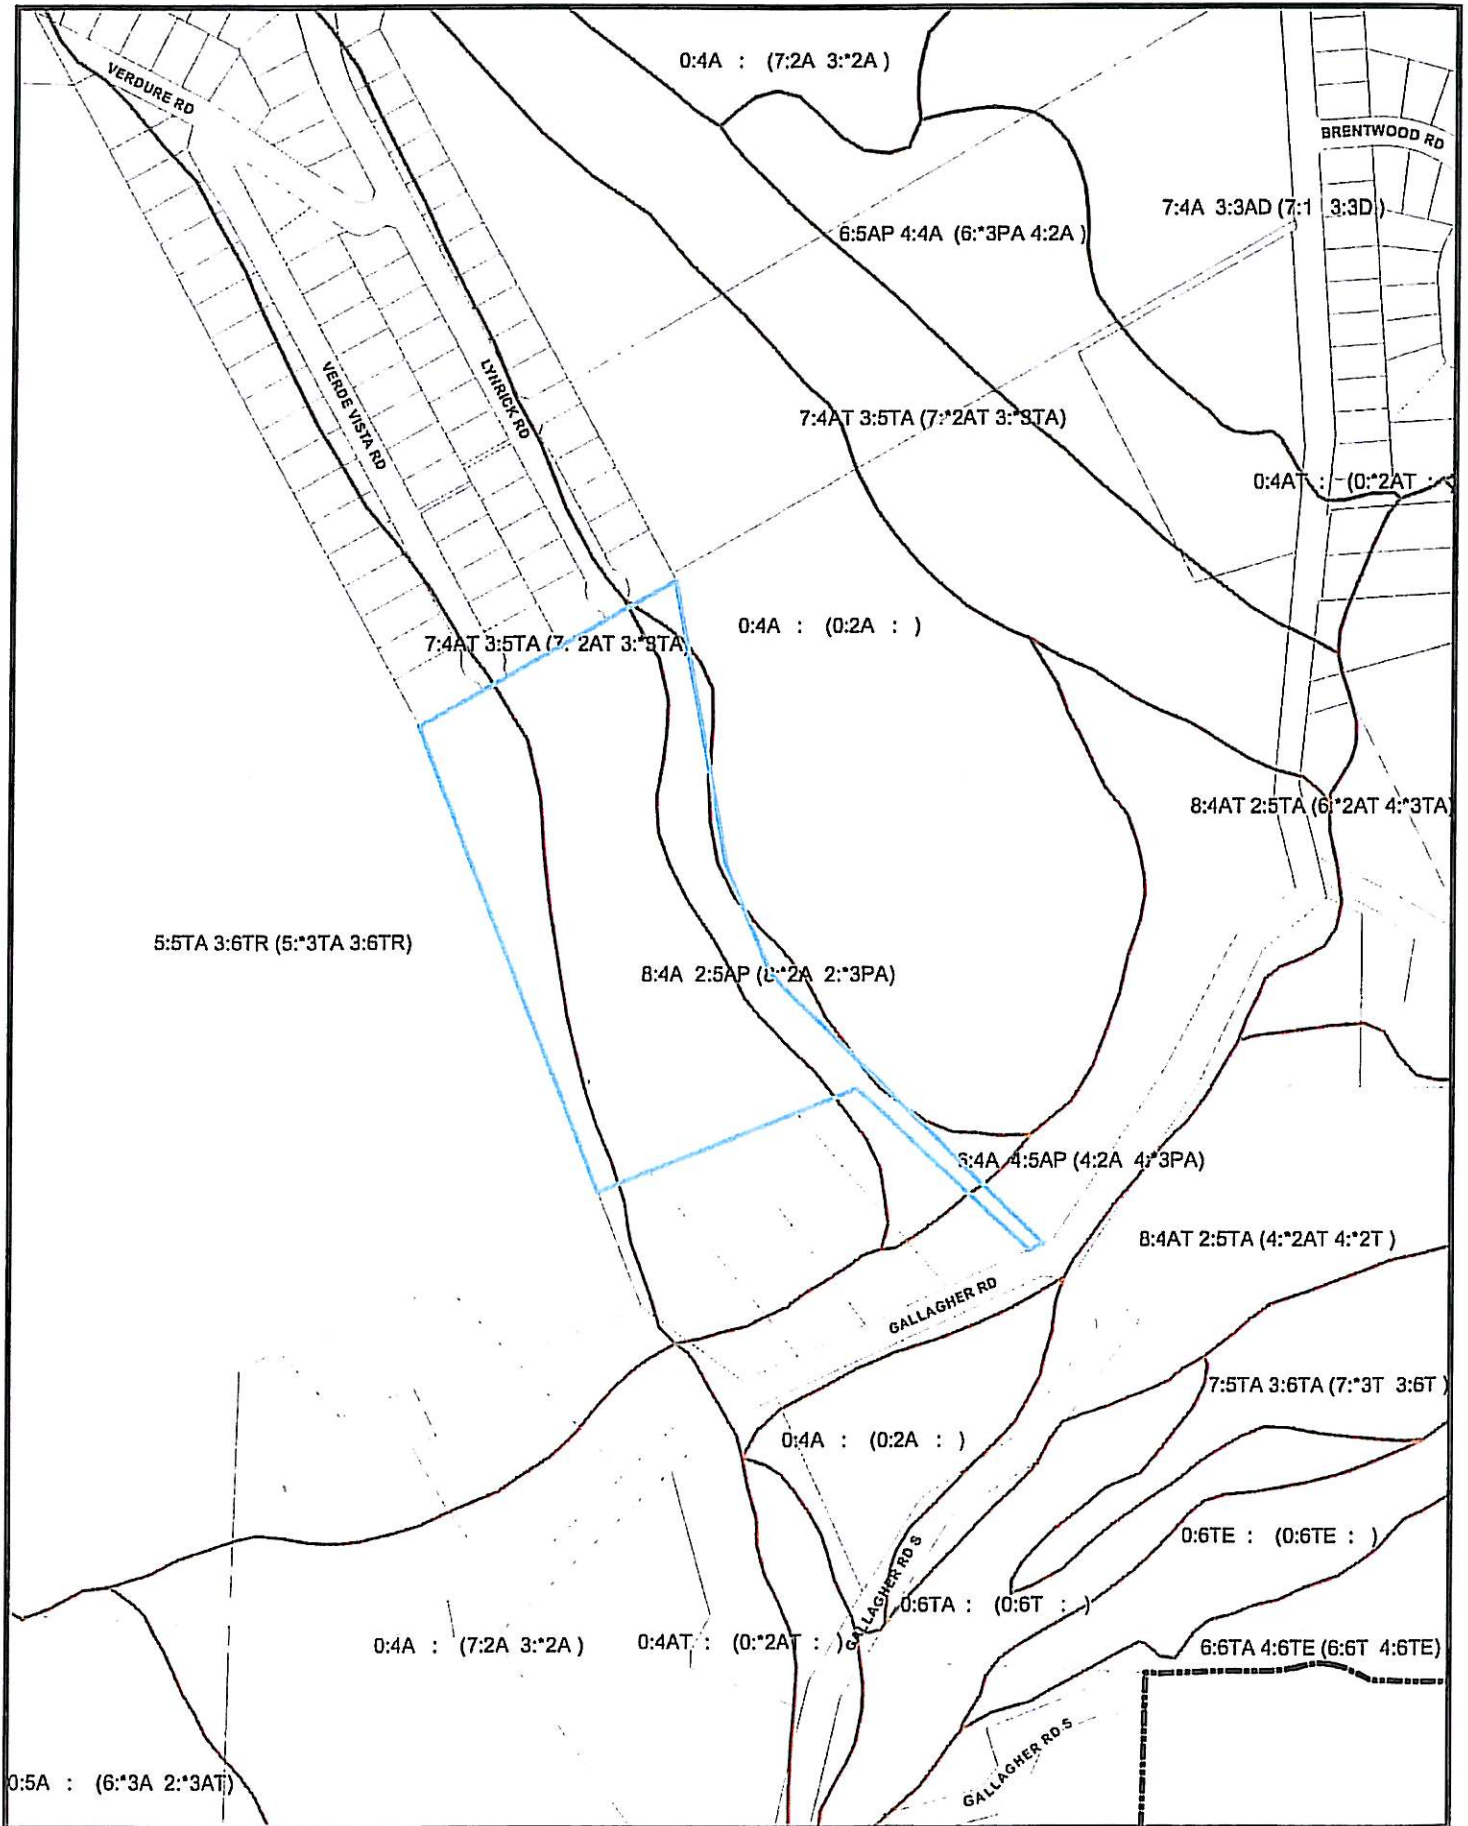 0:4A : (7:2A 3:*2A )
VERDURE RD
BRENTWOOD RD
7:4A 3:3AD (7:1 3:3D )
6:5AP 4:4A (6:*3PA 4:2A )
VERDE VISTA RD
LYNRICK RD
7:4AT 3:5TA (7:*2AT 3:*3TA)
0:4AT : (0:*2AT :
0:4A : (0:2A : )
7:4AT 3:5TA (7: 2AT 3:*3TA)
8:4AT 2:5TA (6:*2AT 4:*3TA)
5:5TA 3:6TR (5:*3TA 3:6TR)
8:4A 2:5AP (8:*2A 2:*3PA)
6:4A 4:5AP (4:2A 4:*3PA)
8:4AT 2:5TA (4:*2AT 4:*2T )
GALLAGHER RD
7:5TA 3:6TA (7:*3T 3:6T )
0:4A : (0:2A : )
0:6TE : (0:6TE : )
GALLAGHER RD S
0:6TA : (0:6T : )
0:4A : (7:2A 3:*2A )
0:4AT : (0:*2AT : )
6:6TA 4:6TE (6:6T 4:6TE)
GALLAGHER RD S
0:5A : (6:*3A 2:*3AT)